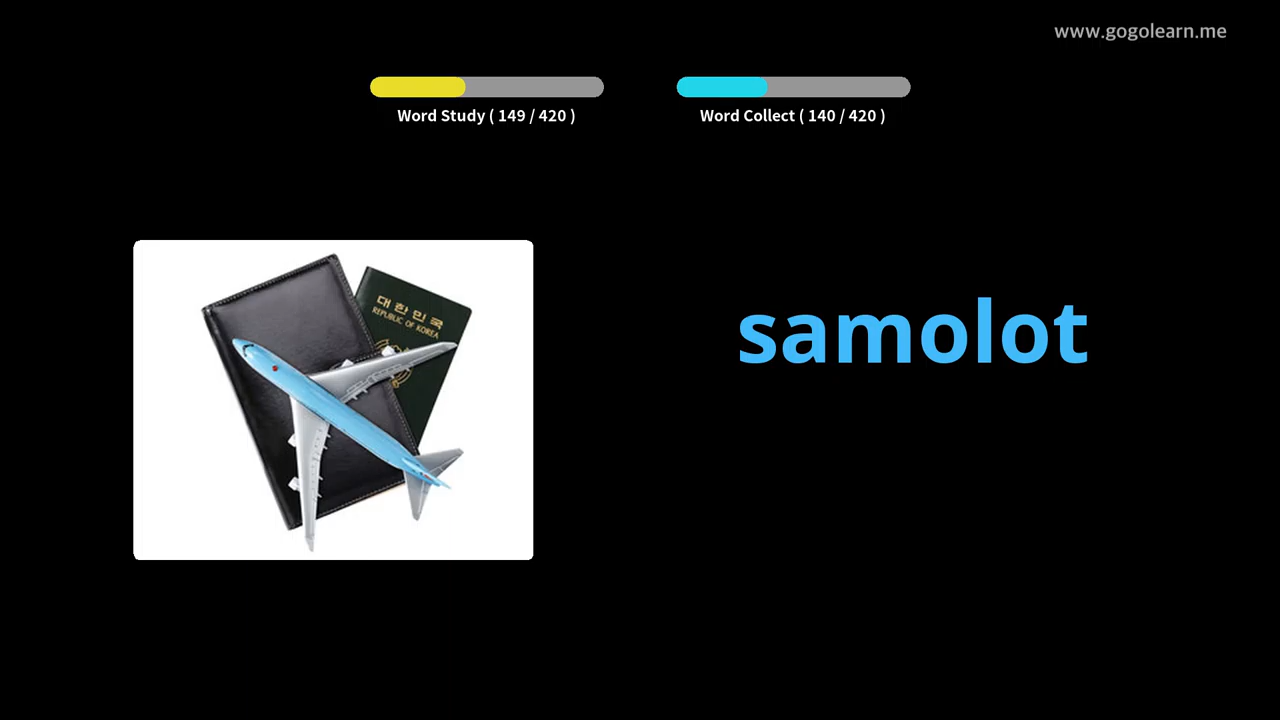 www.gogolearn.me
Word Study ( 149 / 420 )
Word Collect ( 140 / 420 )
대한민국
REPUBLIC OF KOREA
samolot